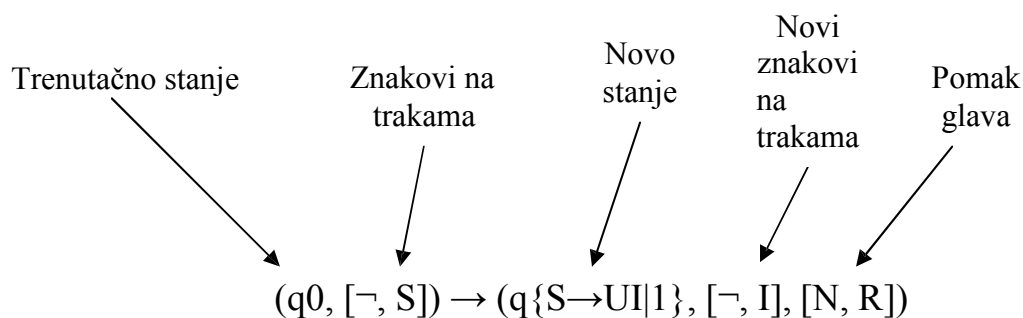 Trenutačno stanje
Znakovi na
trakama
Novo
stanje
Novi
znakovi
na
trakama
Pomak
glava
(q0, [¬, S]) → (q{S→UI|1}, [¬, I], [N, R])